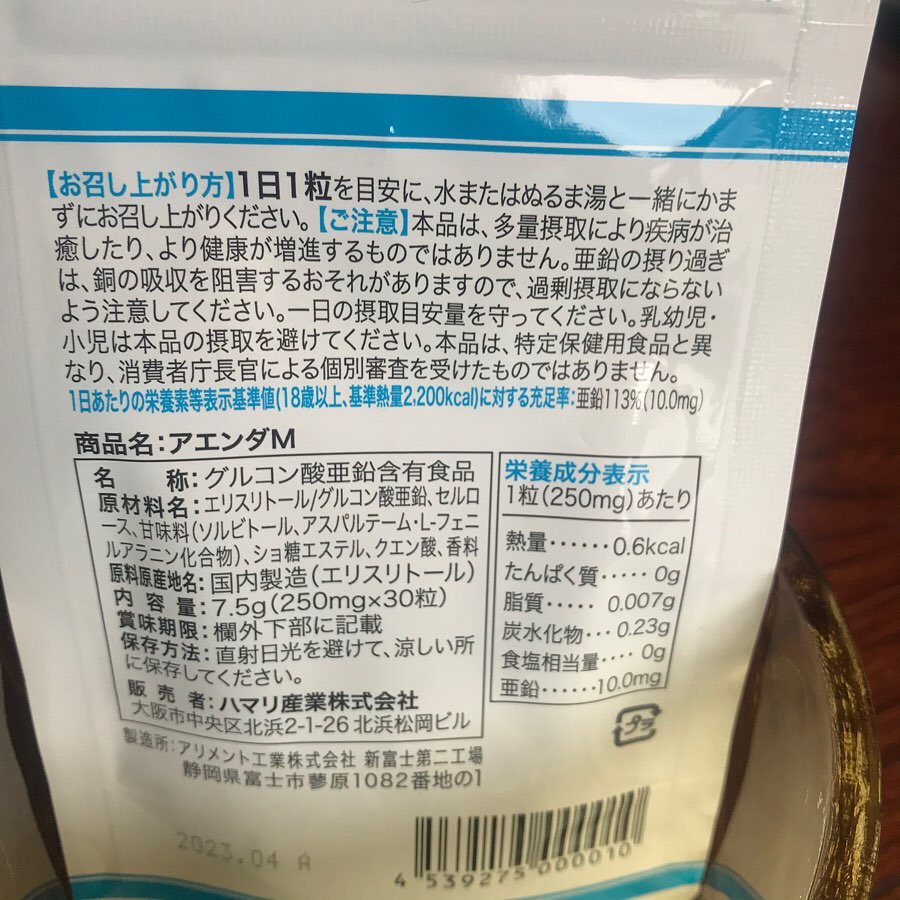 【お召し上がり方】1日1粒を目安に、水またはぬるま湯と一緒にかま
ずにお召し上がりください。【ご注意】本品は、多量摂取により疾病が治
癒したり、より健康が増進するものではありません。亜鉛の摂り過ぎ
は、銅の吸収を阻害するおそれがありますので、過剰摂取にならない
よう注意してください。一日の摂取目安量を守ってください。乳幼児・
小児は本品の摂取を避けてください。本品は、特定保健用食品と異
なり、消費者庁長官による個別審査を受けたものではありません。
1日あたりの栄養素等表示基準値(18歳以上、基準熱量2,200kcal)に対する充足率:亜鉛113%(10.0mg)
商品名:アエンダM
名 称:グルコン酸亜鉛含有食品
原材料名:エリスリトール/グルコン酸亜鉛、セルロ
ース、甘味料(ソルビトール、アスパルテーム・L-フェニ
ルアラニン化合物)、ショ糖エステル、クエン酸、香料
原料原産地名:国内製造(エリスリトール)
内 容 量:7.5g(250mg×30粒)
賞味期限:欄外下部に記載
保存方法:直射日光を避けて、涼しい所
に保存してください。
販 売 者:ハマリ産業株式会社
大阪市中央区北浜2-1-26 北浜松岡ビル
栄養成分表示
1粒(250mg)あたり
熱量······0.6kcal
たんぱく質····· 0g
脂質····· 0.007g
炭水化物··· 0.23g
食塩相当量···· 0g
亜鉛······10.0mg
プラ
製造所:アリメント工業株式会社 新富士第二工場
静岡県富士市蓼原1082番地の1
2023.04 A
4 539275 000010